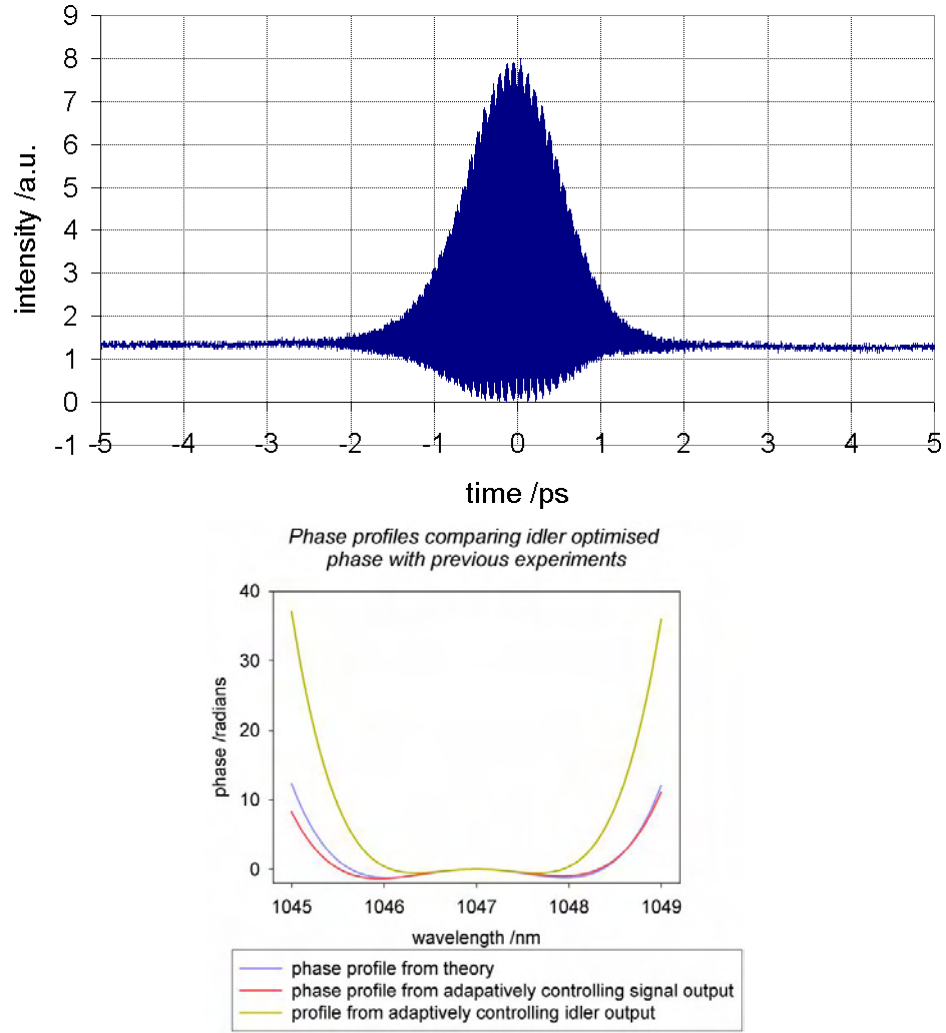 9
8
7
6
5
4
3
2
1
0
-1
intensity /a.u.
-5 -4 -3 -2 -1 0 1 2 3 4 5
time /ps
Phase profiles comparing idler optimised
phase with previous experiments
40
30
20
10
0
phase /radians
1045 1046 1047 1048 1049
wavelength /nm
phase profile from theory
phase profile from adapatively controlling signal output
profile from adaptively controlling idler output